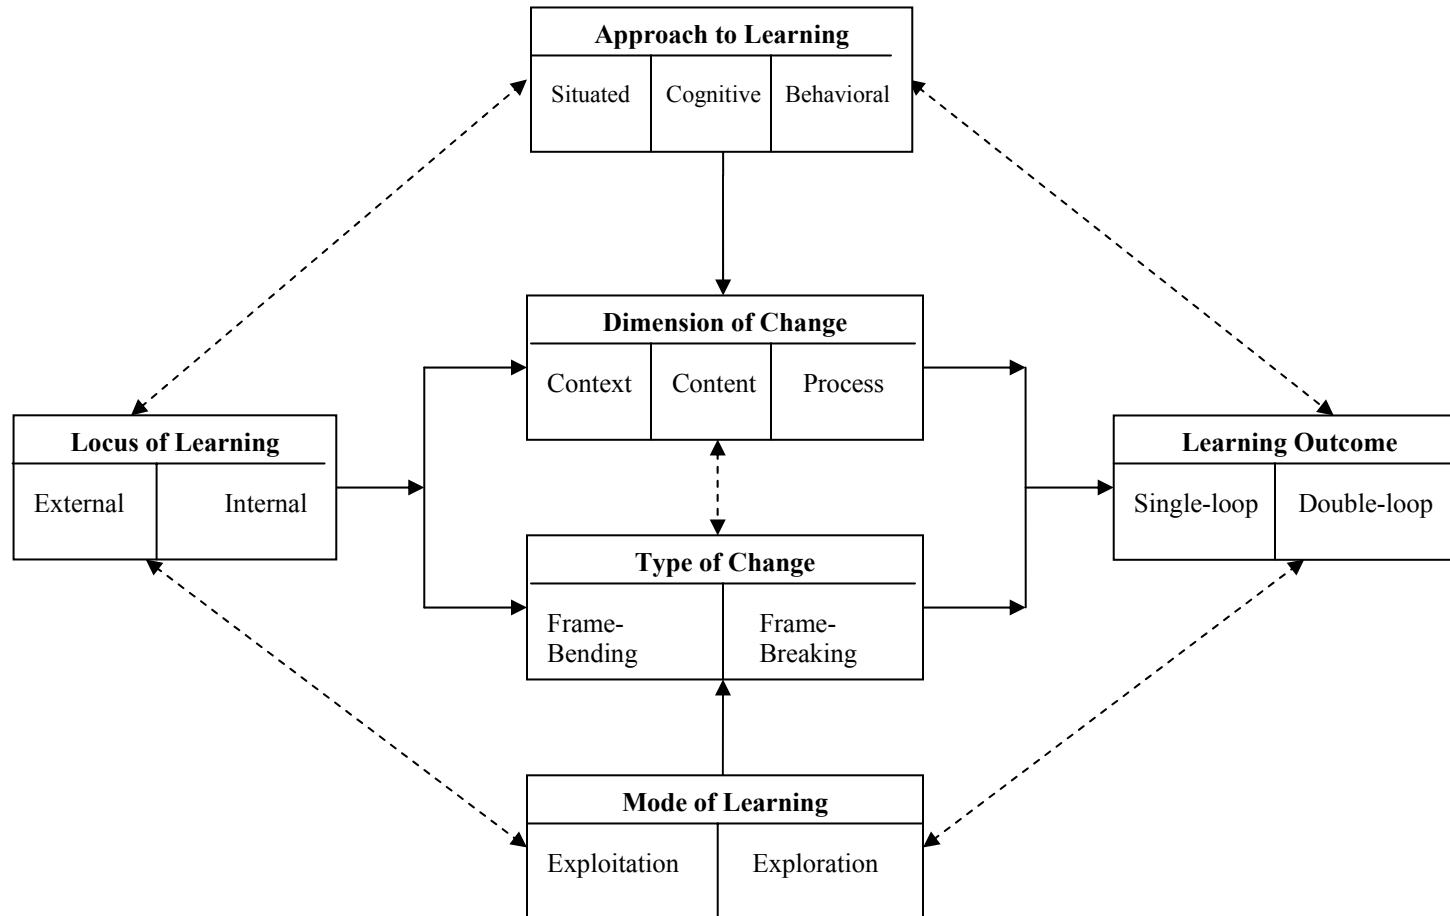 Approach to Learning
Situated Cognitive Behavioral
Dimension of Change
Context Content Process
Locus of Learning
External Internal
Learning Outcome
Single-loop Double-loop
Type of Change
Frame- Frame-
Bending Breaking
Mode of Learning
Exploitation Exploration